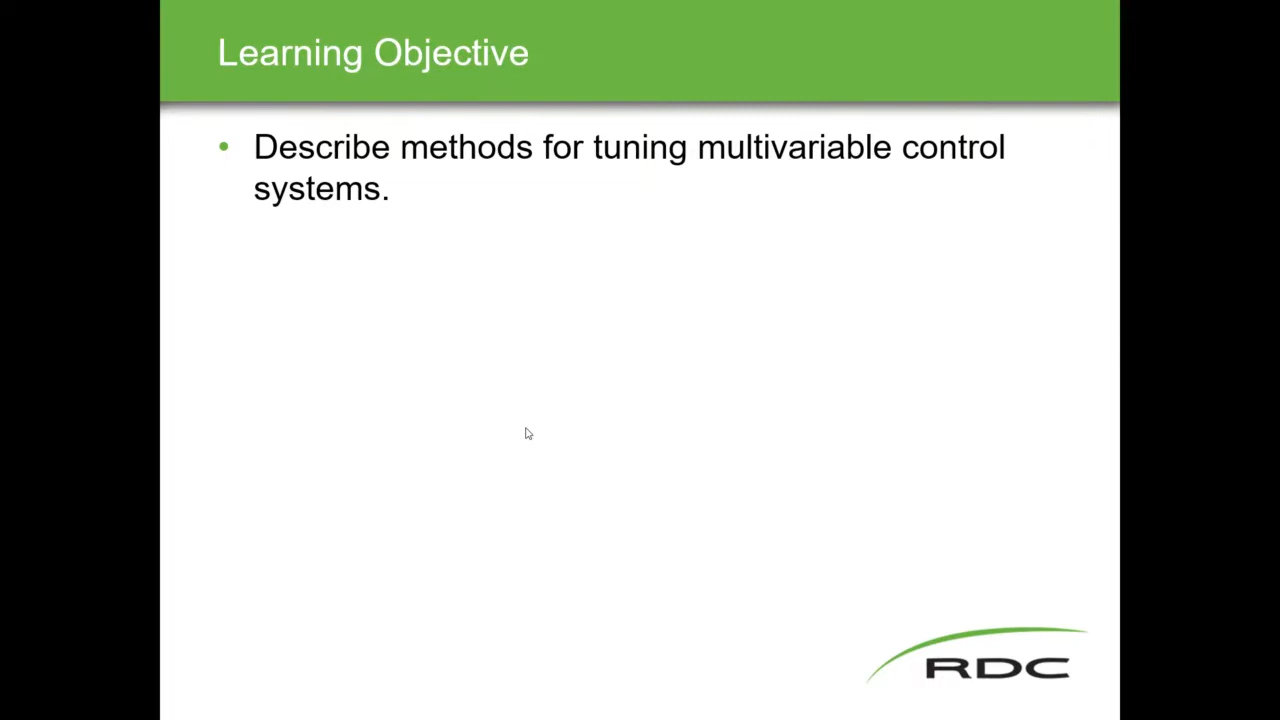 Learning Objective
• Describe methods for tuning multivariable control
systems.
RDC